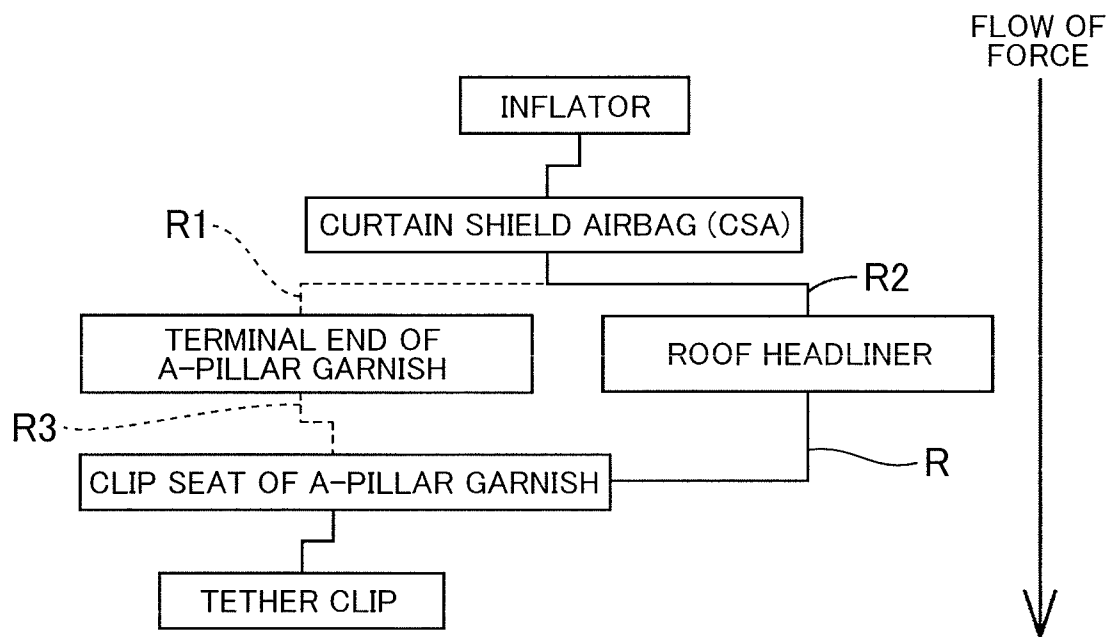 FLOW OF
FORCE
INFLATOR
CURTAIN SHIELD AIRBAG (CSA)
R1
R2
TERMINAL END OF
A-PILLAR GARNISH
ROOF HEADLINER
R3
R
CLIP SEAT OF A-PILLAR GARNISH
TETHER CLIP